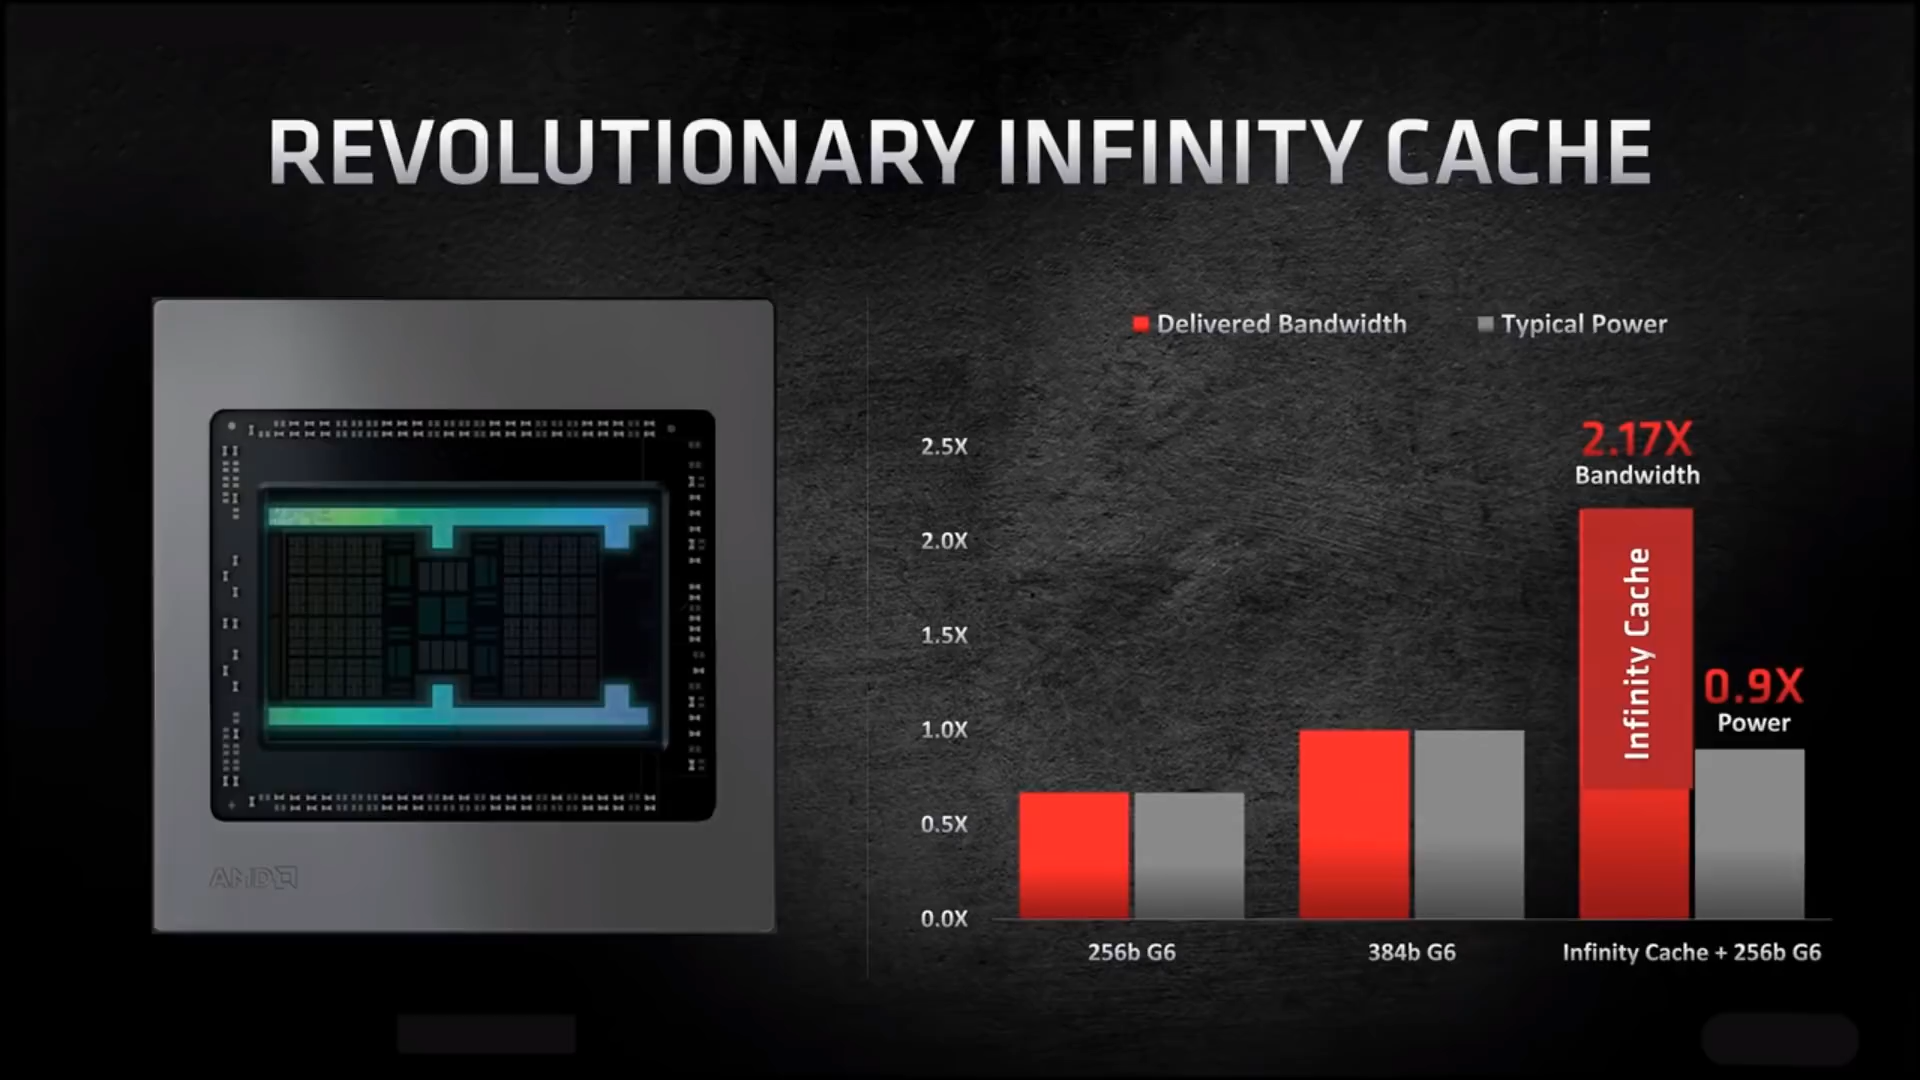 REVOLUTIONARY INFINITY CACHE
AMD
Delivered Bandwidth
Typical Power
2.5X
2.0X
1.5X
1.0X
0.5X
0.0X
2.17X
Bandwidth
Infinity Cache
0.9X
Power
256b G6
384b G6
Infinity Cache + 256b G6